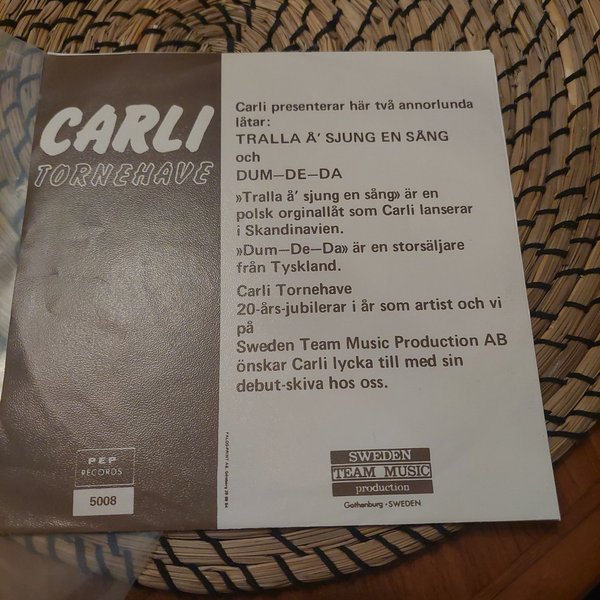 CARLI
TORNEHAVE
Carli presenterar här två annorlunda
låtar:
TRALLA Å' SJUNG EN SÅNG
och
DUM—DE—DA
»Tralla å' sjung en sång» är en
polsk orginallåt som Carli lanserar
i Skandinavien.
»Dum—De—Da» är en storsäljare
från Tyskland.
Carli Tornehave
20-års-jubilerar i år som artist och vi
på
Sweden Team Music Production AB
önskar Carli lycka till med sin
debut-skiva hos oss.
PEP
RECORDS
5008
SWEDEN
TEAM MUSIC
production
Gothenburg • SWEDEN